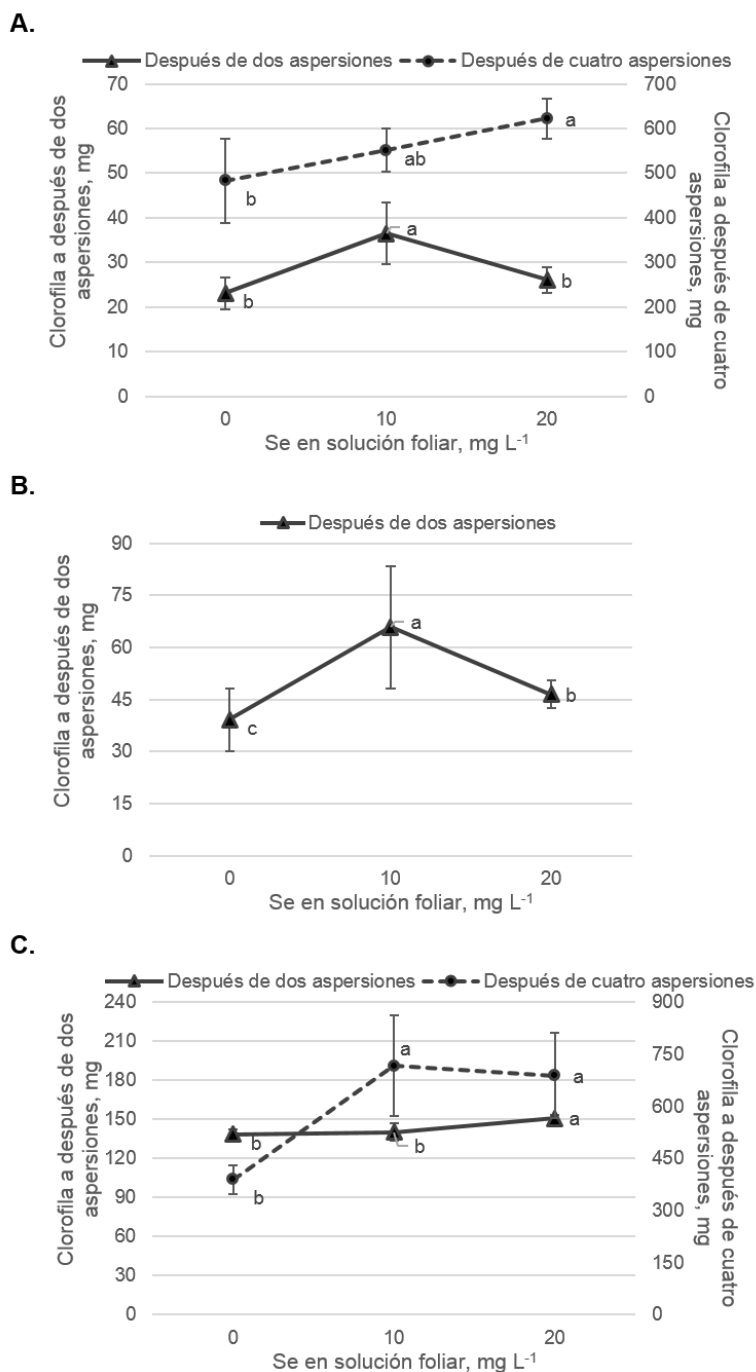 A.
Después de dos aspersiones Después de cuatro aspersiones
Clorofila a después de dos
aspersiones, mg
70
60
50
40
30
20
10
0
b
ab
a
b
a
b
700
600
500
400
300
200
100
0
Clorofila a después de cuatro
aspersiones, mg
0 10 20
Se en solución foliar, mg L-1
B.
Después de dos aspersiones
Clorofila a después de dos
aspersiones, mg
90
75
60
45
30
15
0
c
a
b
0 10 20
Se en solución foliar, mg L-1
C.
Después de dos aspersiones Después de cuatro aspersiones
Clorofila a después de dos
aspersiones, mg
240
210
180
150
120
90
60
30
0
b
b
a
b
a
a
900
750
600
450
300
150
0
Clorofila a después de cuatro
aspersiones, mg
0 10 20
Se en solución foliar, mg L-1